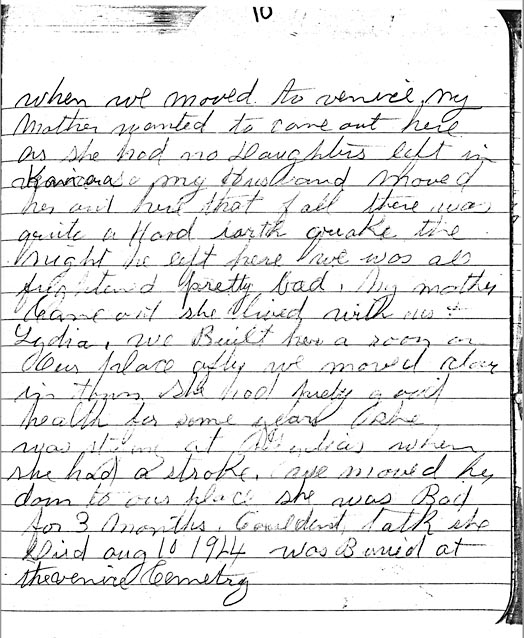 10
when we moved to venice, my
Mother wanted to come out here
as she had no Daughters left in
Kansas my Husband moved
her out here that fall there was
quite a Hard earth quake the
night he left here we was all
frightened pretty bad. My mother
came out she lived with us &
Lydia. we Built her a room on
Our place after we moved
in town she had prety good
health for some years she
was at Lydias when
she had a stroke. we moved her
down to our place she was Bad
for 3 Months. Couldent talk she
Died aug 10 1944 was Buried at
the venice Cemetry